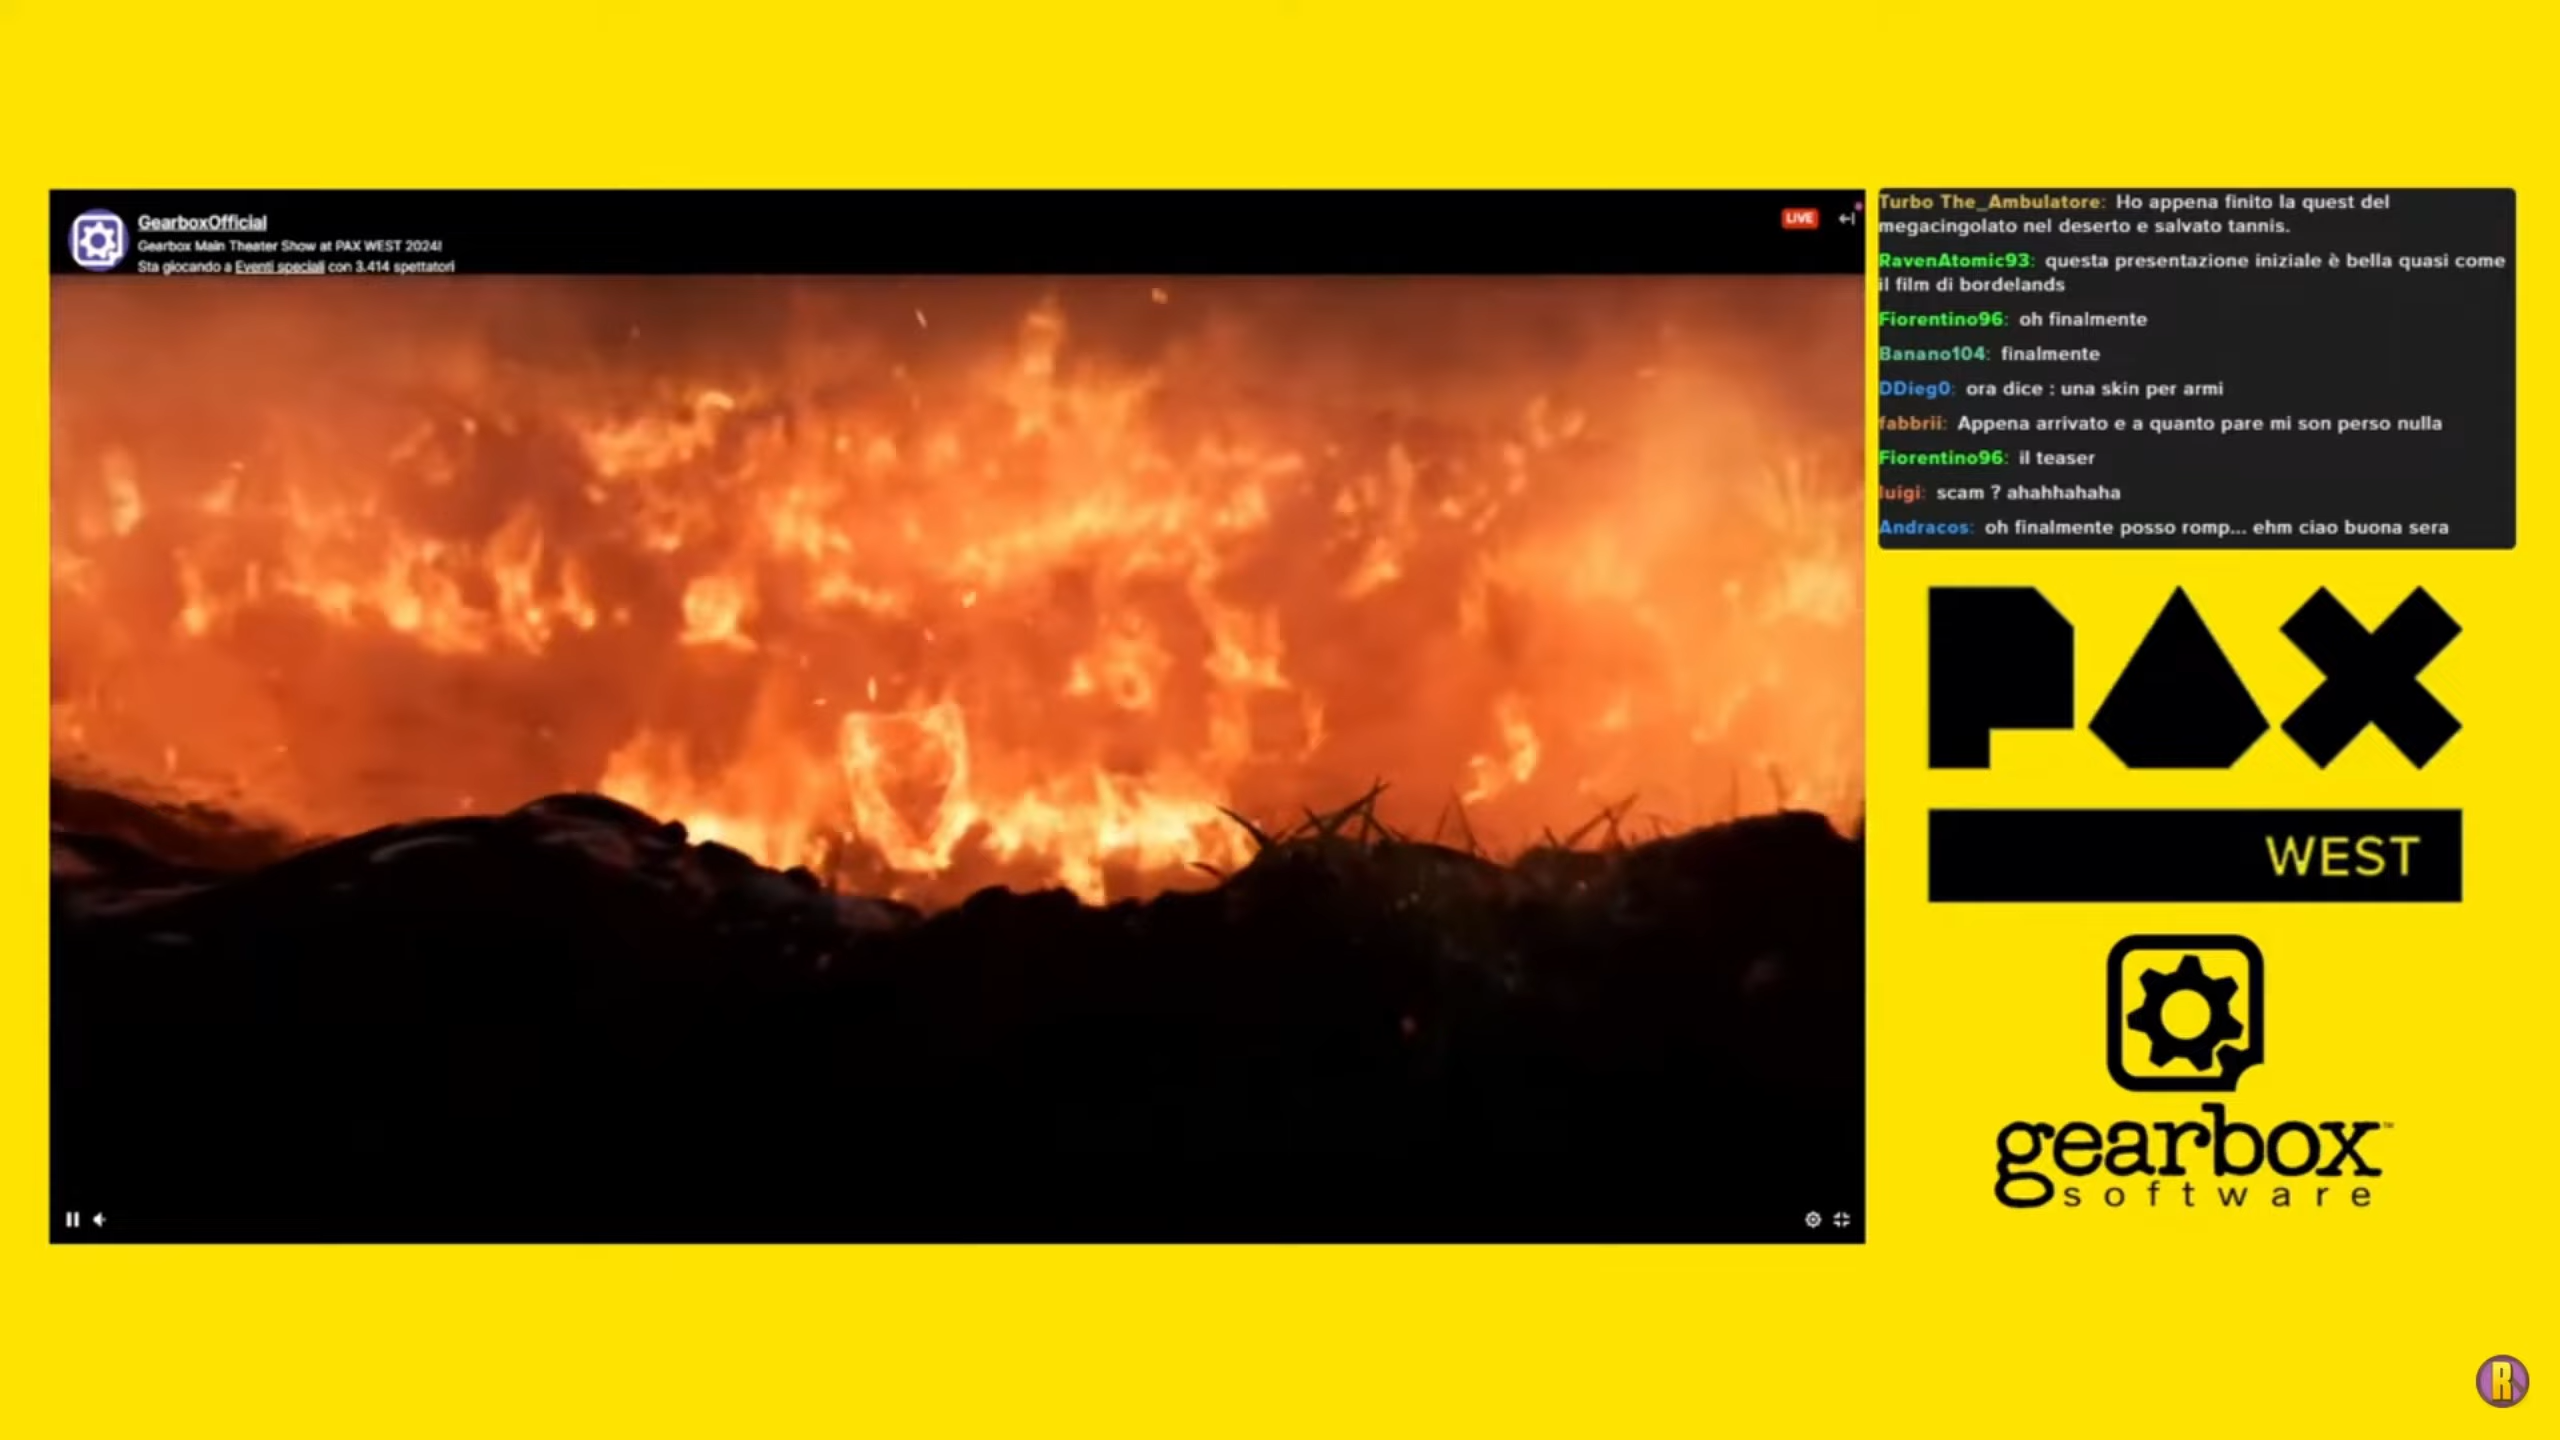 GearboxOfficial
Gearbox Main Theater Show at PAX WEST 2024!
Sta giocando a Eventi speciali con 3.414 spettatori
LIVE
Turbo The_Ambulatore: Ho appena finito la quest del
megacingolato nel deserto e salvato tannis.
RavenAtomic93: questa presentazione iniziale è bella quasi come
il film di bordelands
Fiorentino96: oh finalmente
Banano104: finalmente
DDieg0: ora dice : una skin per armi
fabbrii: Appena arrivato e a quanto pare mi son perso nulla
Fiorentino96: il teaser
luigi: scam ? ahahhahaha
Andracos: oh finalmente posso romp... ehm ciao buona sera
PAX
WEST
gearbox™
software
R